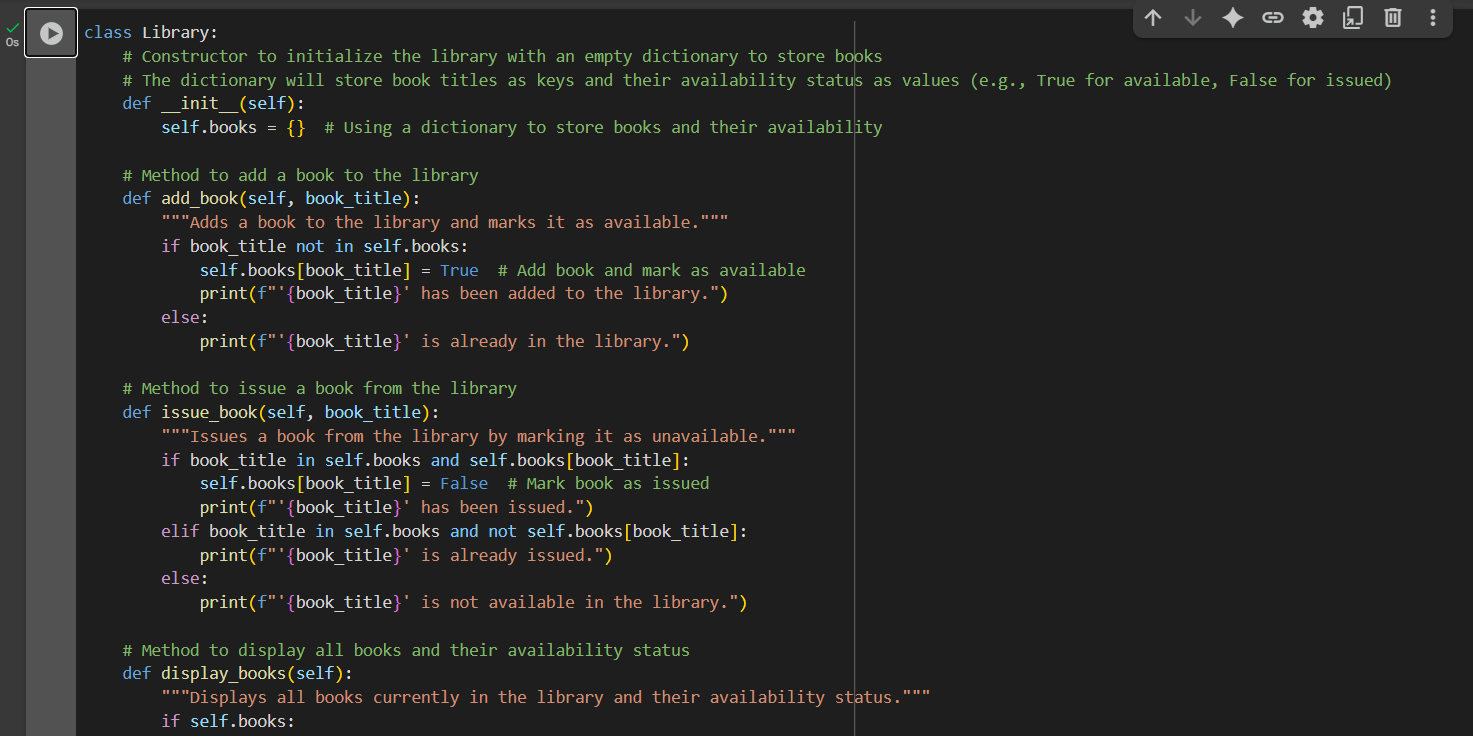 0s
class Library:
    # Constructor to initialize the library with an empty dictionary to store books
    # The dictionary will store book titles as keys and their availability status as values (e.g., True for available, False for issued)
    def __init__(self):
        self.books = {}  # Using a dictionary to store books and their availability

    # Method to add a book to the library
    def add_book(self, book_title):
        """Adds a book to the library and marks it as available."""
        if book_title not in self.books:
            self.books[book_title] = True  # Add book and mark as available
            print(f"'{book_title}' has been added to the library.")
        else:
            print(f"'{book_title}' is already in the library.")

    # Method to issue a book from the library
    def issue_book(self, book_title):
        """Issues a book from the library by marking it as unavailable."""
        if book_title in self.books and self.books[book_title]:
            self.books[book_title] = False  # Mark book as issued
            print(f"'{book_title}' has been issued.")
        elif book_title in self.books and not self.books[book_title]:
            print(f"'{book_title}' is already issued.")
        else:
            print(f"'{book_title}' is not available in the library.")

    # Method to display all books and their availability status
    def display_books(self):
        """Displays all books currently in the library and their availability status."""
        if self.books: